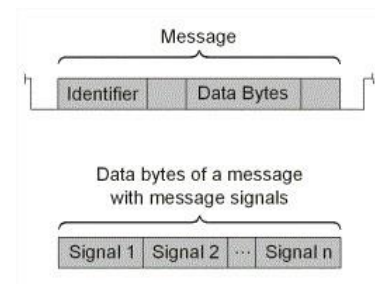 Message
Identifier Data Bytes
Data bytes of a message
with message signals
Signal 1 Signal 2 ... Signal n